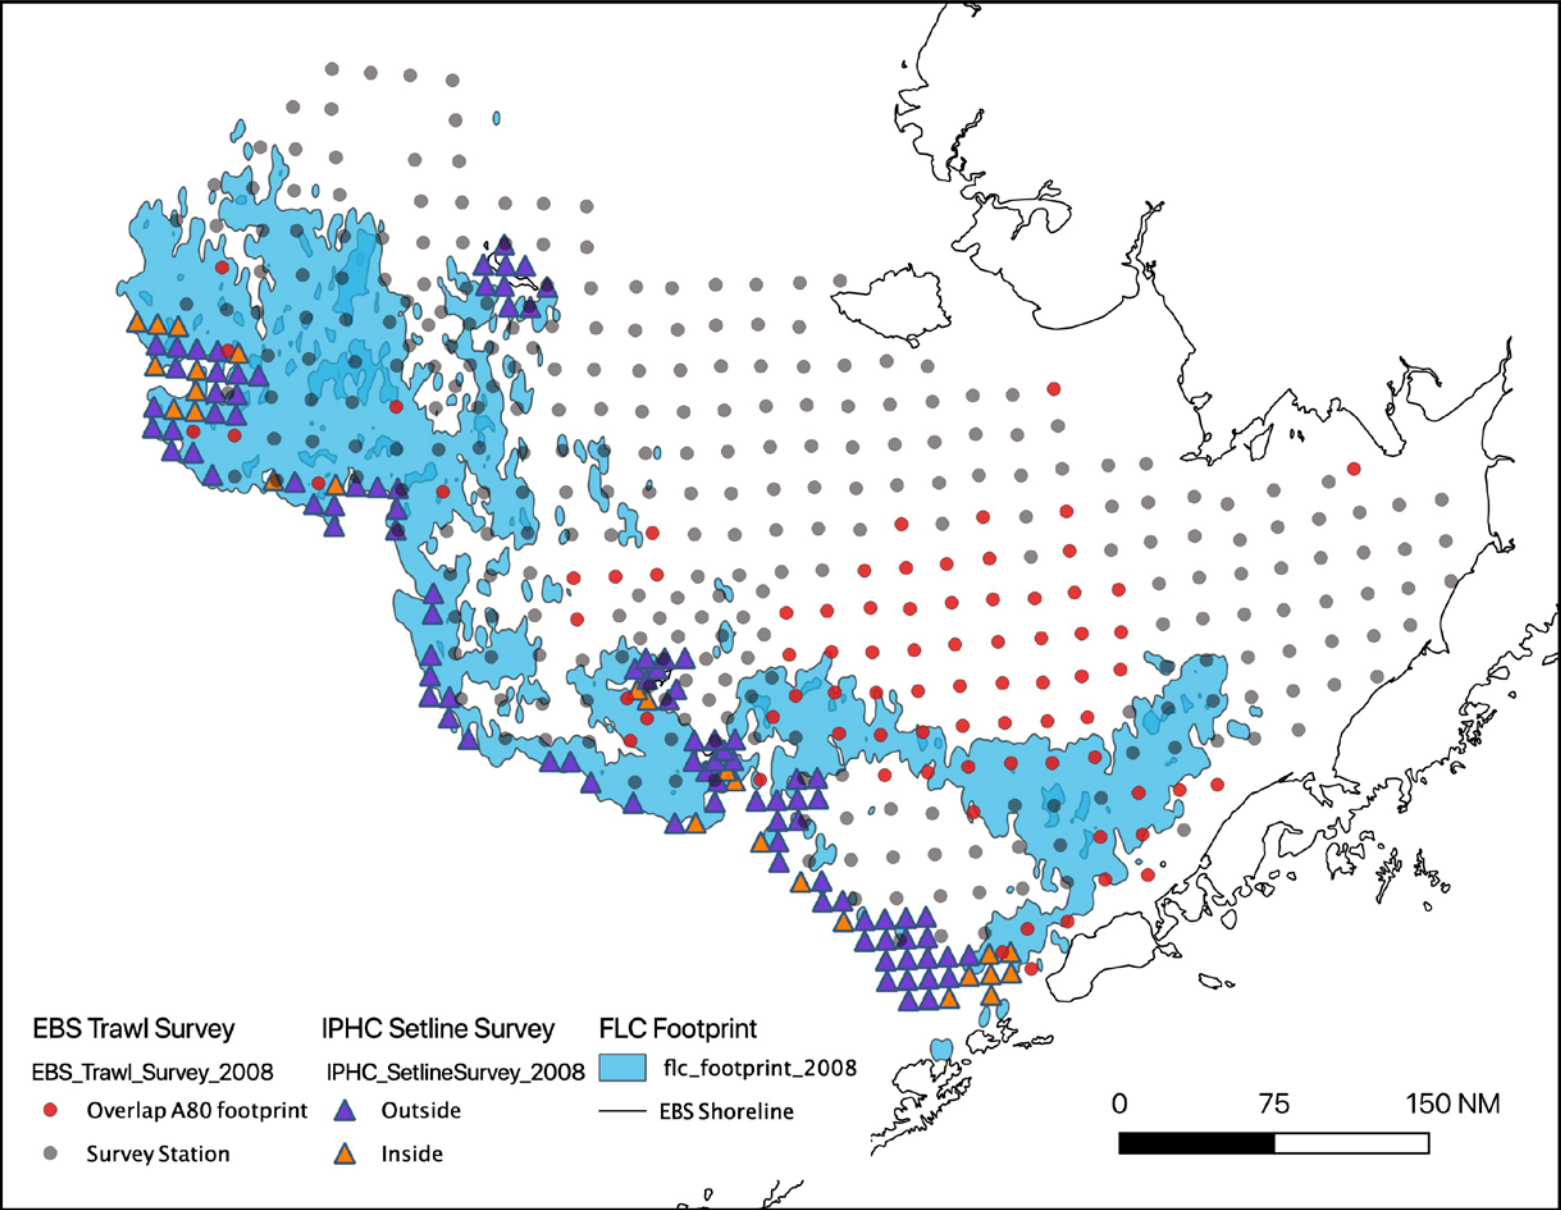 EBS Trawl Survey
EBS_Trawl_Survey_2008
Overlap A80 footprint
Survey Station
IPHC Setline Survey
IPHC_SetlineSurvey_2008
Outside
Inside
FLC Footprint
flc_footprint_2008
EBS Shoreline
0 75 150 NM